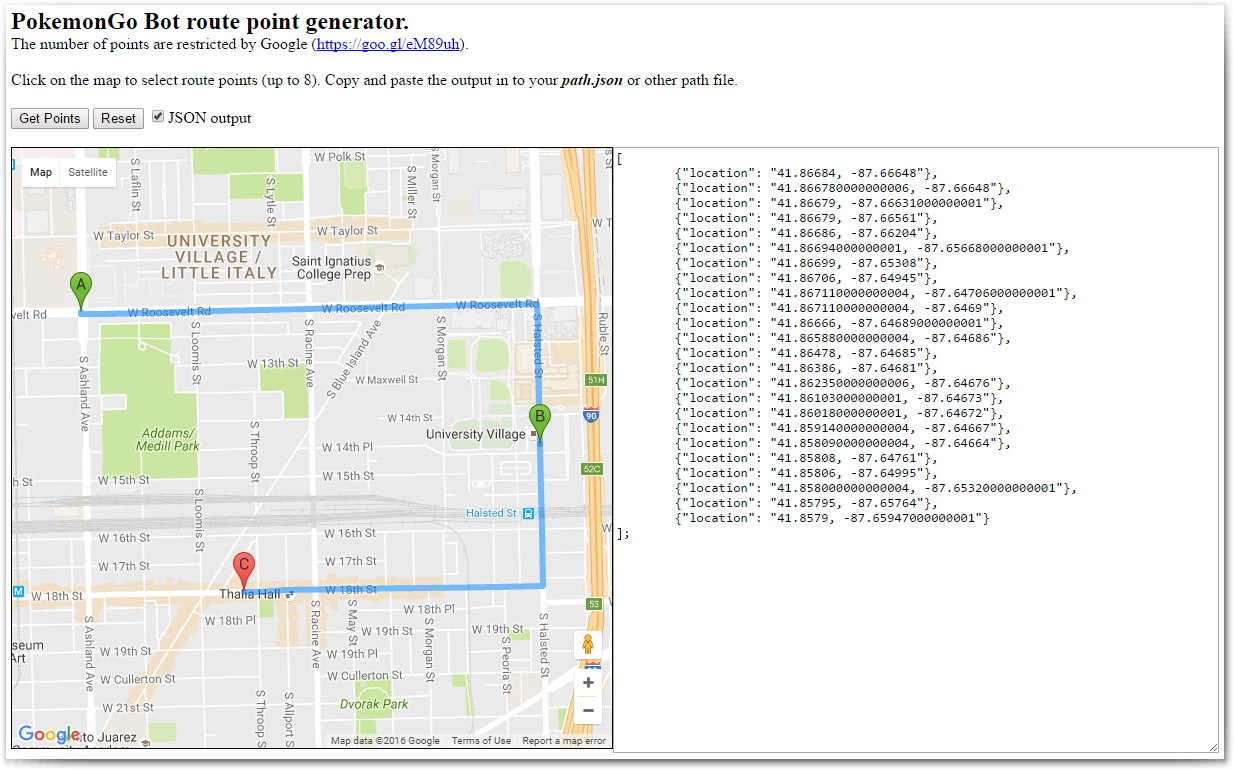 PokemonGo Bot route point generator.
The number of points are restricted by Google (https://goo.gl/eM89uh).
Click on the map to select route points (up to 8). Copy and paste the output in to your path.json or other path file.
Get Points Reset JSON output
Map Satellite
W Polk St
S Laflin St
S Lytle St
S Miller St
S Morgan St
W Taylor St
W Taylor St
W T
UNIVERSITY
VILLAGE /
LITTLE ITALY
Saint Ignatius
College Prep
A
velt Rd
W Roosevelt Rd
W Roosevelt Rd
W Roosevelt Rd
S Halsted St
Ruble St
S Ashland Ave
S Loomis St
S Racine Ave
S Blue Island Ave
S Morgan St
W 13th St
W Maxwell St
51H
90
B
W 14th St
University Village
Addams/
Medill Park
S Throop St
W 14th Pl
52C
W 15th St
W 15th St
th St
S Loomis St
Halsted St
W 16th St
W 16th St
W 17th St
W 17th St
C
M
W 18th St
Thalia Hall
W 18th St
53
W 18th Pl
W 18th Pl
S Ashland Ave
S Racine Ave
S May St
S Morgan St
W 19th St
W 19th St
S Peoria St
S Halsted St
seum
Art
W 19th St
W 19th Pl
W Cullerton St
W Cullerton St
W 21st St
S Throop St
S Allport St
Dvorak Park
+
−
Google
ito Juarez
Community Academy
Map data ©2016 Google Terms of Use Report a map error
[
{"location": "41.86684, -87.66648"},
{"location": "41.866780000000006, -87.66648"},
{"location": "41.86679, -87.66631000000001"},
{"location": "41.86679, -87.66561"},
{"location": "41.86686, -87.66204"},
{"location": "41.86694000000001, -87.65668000000001"},
{"location": "41.86699, -87.65308"},
{"location": "41.86706, -87.64945"},
{"location": "41.867110000000004, -87.64706000000001"},
{"location": "41.867110000000004, -87.6469"},
{"location": "41.86666, -87.64689000000001"},
{"location": "41.865880000000004, -87.64686"},
{"location": "41.86478, -87.64685"},
{"location": "41.86386, -87.64681"},
{"location": "41.862350000000006, -87.64676"},
{"location": "41.86103000000001, -87.64673"},
{"location": "41.86018000000001, -87.64672"},
{"location": "41.859140000000004, -87.64667"},
{"location": "41.858090000000004, -87.64664"},
{"location": "41.85808, -87.64761"},
{"location": "41.85806, -87.64995"},
{"location": "41.858000000000004, -87.65320000000001"},
{"location": "41.85795, -87.65764"},
{"location": "41.8579, -87.65947000000001"}
];